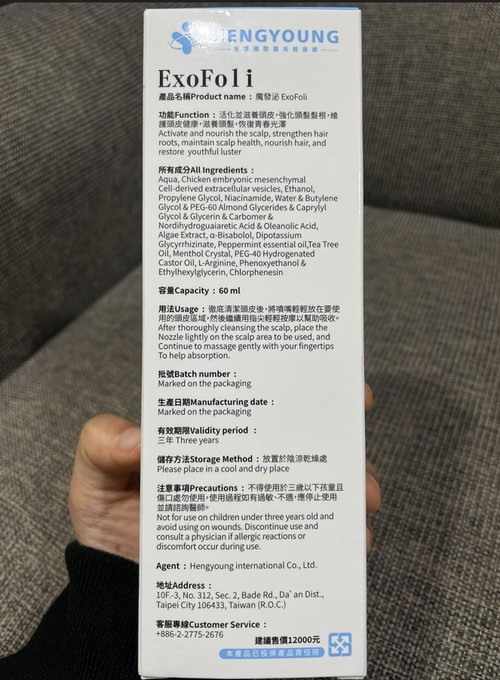 HENGYOUNG
ExoFoli
產品名稱Product name：魔發泌 ExoFoli
功能Function：活化並滋養頭皮，強化頭髮髮根，維
護頭皮健康，滋養頭髮，恢復青春光澤
Activate and nourish the scalp, strengthen hair
roots, maintain scalp health, nourish hair, and
restore youthful luster
所有成分All Ingredients：
Aqua, Chicken embryonic mesenchymal
Cell-derived extracellular vesicles, Ethanol,
Propylene Glycol, Niacinamide, Water & Butylene
Glycol & PEG-60 Almond Glycerides & Caprylyl
Glycol & Glycerin & Carbomer &
Nordihydroguaiaretic Acid & Oleanolic Acid,
Algae Extract, α-Bisabolol, Dipotassium
Glycyrrhizinate, Peppermint essential oil,Tea Tree
Oil, Menthol Crystal, PEG-40 Hydrogenated
Castor Oil, L-Arginine, Phenoxyethanol &
Ethylhexylglycerin, Chlorphenesin
容量Capacity：60 ml
用法Usage：徹底清潔頭皮後，將噴嘴輕輕放在要使
用的頭皮區域，然後繼續用指尖輕輕按摩以幫助吸收。
After thoroughly cleansing the scalp, place the
Nozzle lightly on the scalp area to be used, and
Continue to massage gently with your fingertips
To help absorption.
批號Batch number：
Marked on the packaging
生產日期Manufacturing date：
Marked on the packaging
有效期限Validity period ：
三年 Three years
儲存方法Storage Method：放置於陰涼乾燥處
Please place in a cool and dry place
注意事項Precautions：不得使用於三歲以下孩童且
傷口處勿使用，使用過程如有過敏、不適，應停止使用
並請諮詢醫師。
Not for use on children under three years old and
avoid using on wounds. Discontinue use and
consult a physician if allergic reactions or
discomfort occur during use.
Agent：Hengyoung international Co., Ltd.
地址Address：
10F.-3, No. 312, Sec. 2, Bade Rd., Da' an Dist.,
Taipei City 106433, Taiwan (R.O.C.)
客服專線Customer Service：
+886-2-2775-2676
建議售價12000元
本產品已投保產品責任險